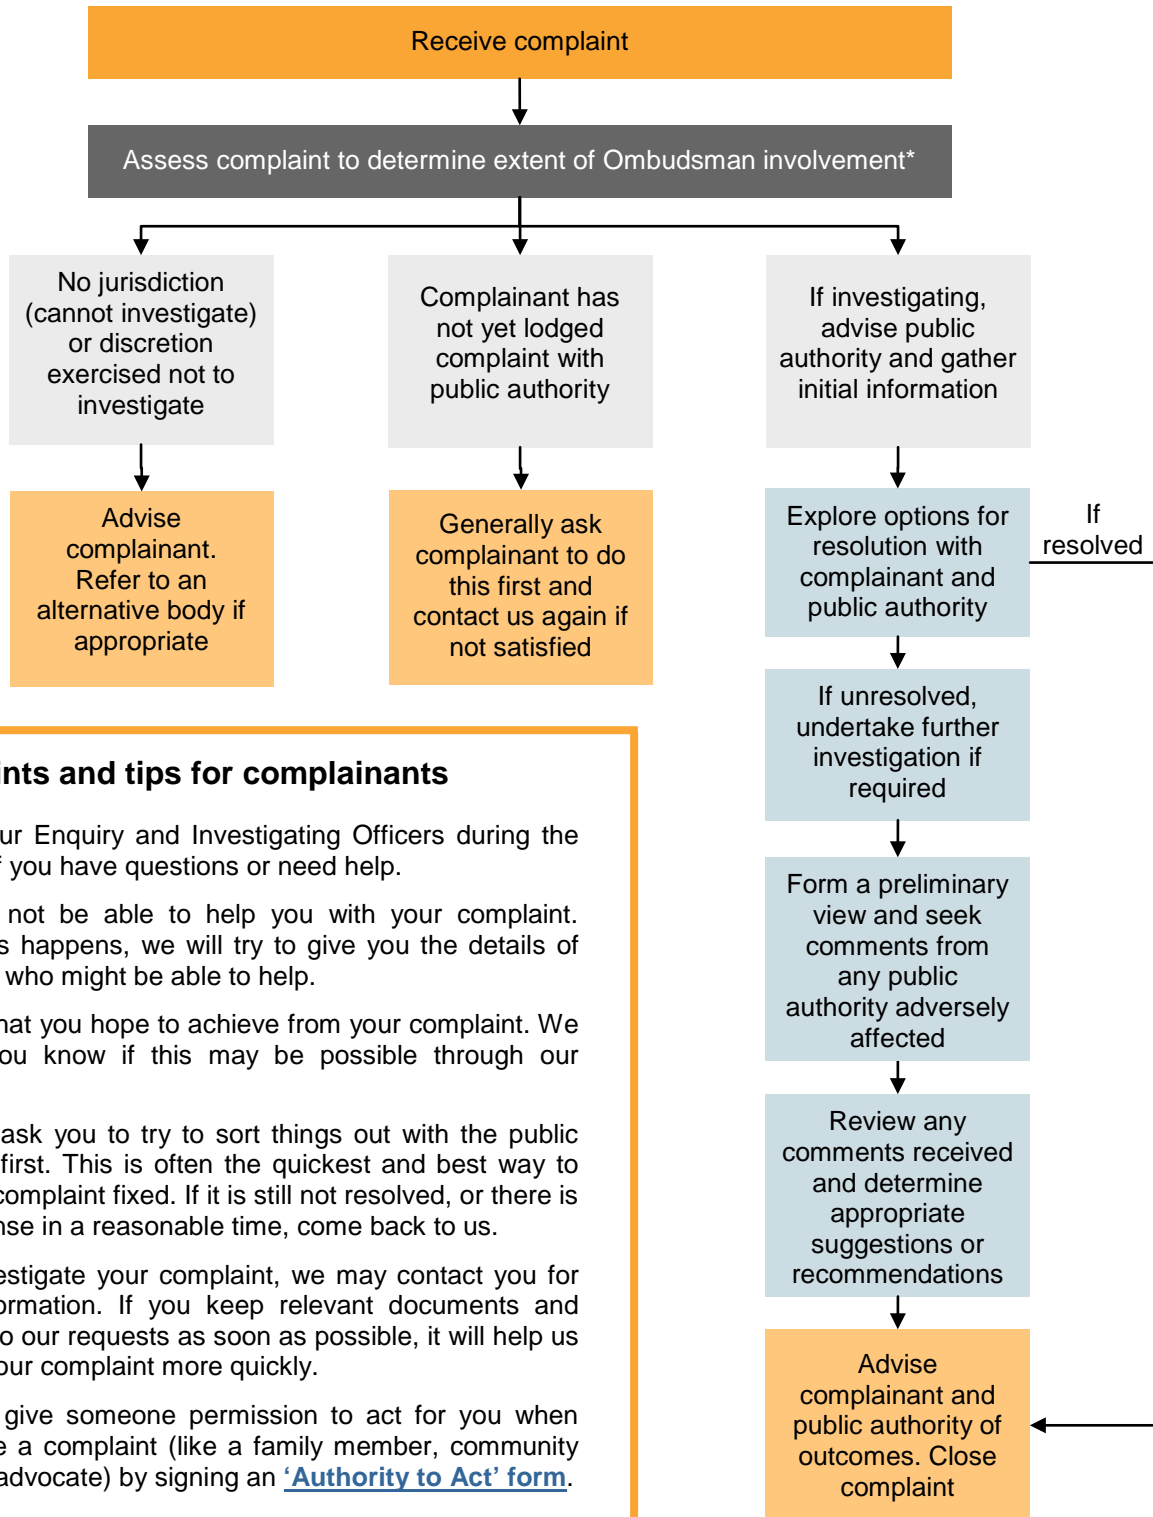 Receive complaint
Assess complaint to determine extent of Ombudsman involvement*
No jurisdiction
(cannot investigate)
or discretion
exercised not to
investigate
Complainant has
not yet lodged
complaint with
public authority
If investigating,
advise public
authority and gather
initial information
Advise
complainant.
Refer to an
alternative body if
appropriate
Generally ask
complainant to do
this first and
contact us again if
not satisfied
Explore options for
resolution with
complainant and
public authority
If
resolved
If unresolved,
undertake further
investigation if
required
Form a preliminary
view and seek
comments from
any public
authority adversely
affected
Review any
comments received
and determine
appropriate
suggestions or
recommendations
Advise
complainant and
public authority of
outcomes. Close
complaint
and tips for complainants
Enquiry and Investigating Officers during the
you have questions or need help.
not be able to help you with your complaint.
happens, we will try to give you the details of
who might be able to help.
you hope to achieve from your complaint. We
know if this may be possible through our
ask you to try to sort things out with the public
first. This is often the quickest and best way to
complaint fixed. If it is still not resolved, or there is
in a reasonable time, come back to us.
your complaint, we may contact you for
If you keep relevant documents and
to our requests as soon as possible, it will help us
complaint more quickly.
give someone permission to act for you when
a complaint (like a family member, community
advocate) by signing an ‘Authority to Act’ form.